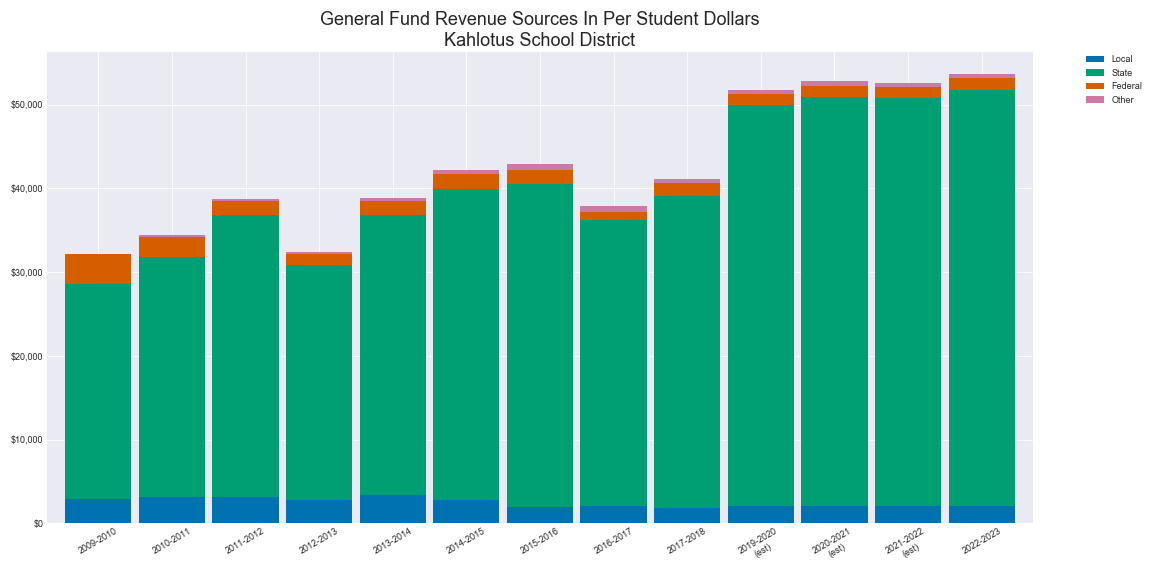 General Fund Revenue Sources In Per Student Dollars
Kahlotus School District
Local
State
Federal
Other
$50,000
$40,000
$30,000
$20,000
$10,000
$0
2009-2010
2010-2011
2011-2012
2012-2013
2013-2014
2014-2015
2015-2016
2016-2017
2017-2018
2019-2020
(est)
2020-2021
(est)
2021-2022
(est)
2022-2023